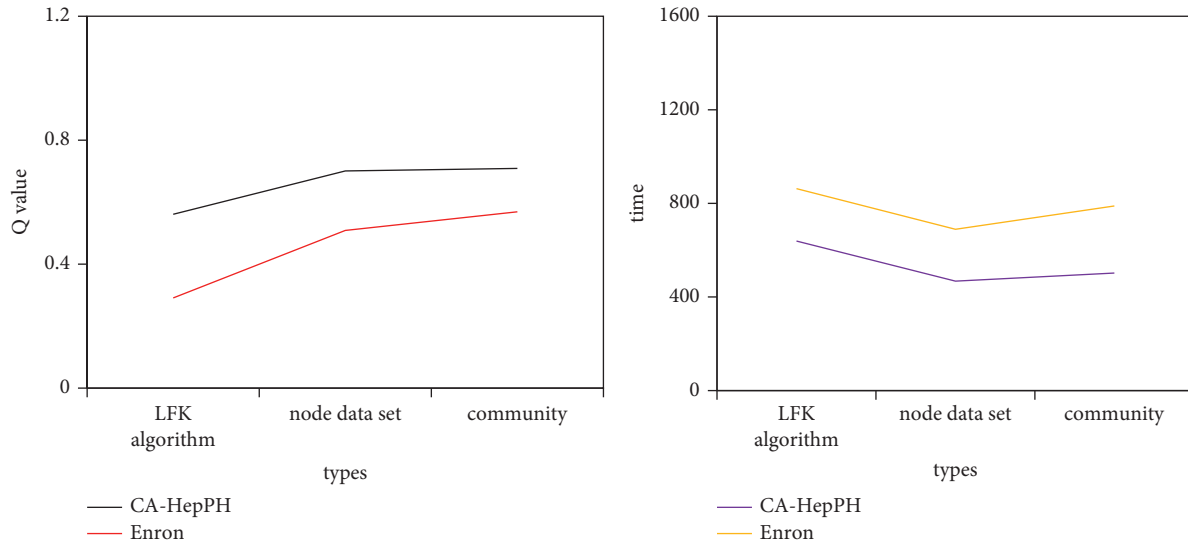 1.2
0.8
0.4
0
Q value
LFK
algorithm
node data set
community
types
CA-HepPH
Enron
1600
1200
800
400
0
time
LFK
algorithm
node data set
community
types
CA-HepPH
Enron